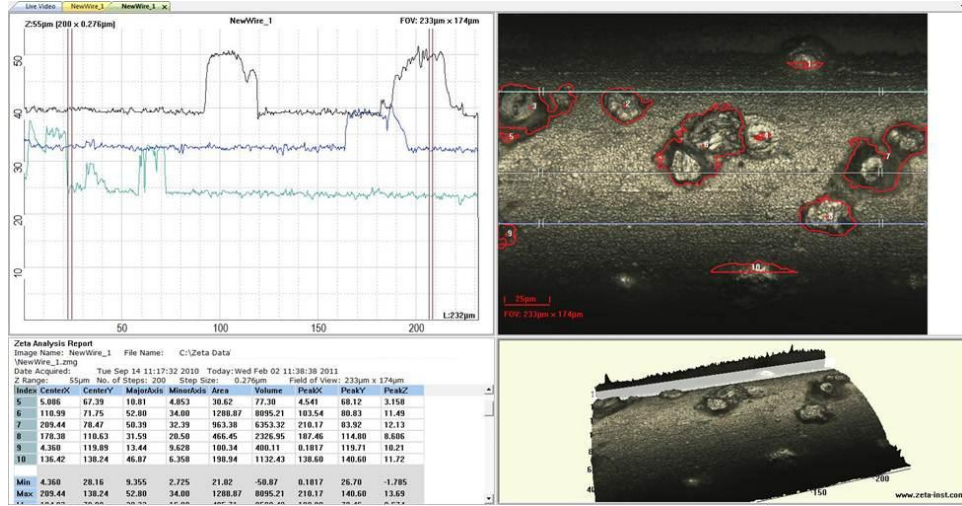 Live Video NewWire_1 NewWire_1 ×
Z:55µm (200 × 0.276µm) NewWire_1 FOV: 233µm × 174µm
50
40
30
20
10
50 100 150 200
L:232µm
1
2
3
4
5
6
7
8
9
10
25µm
FOV: 233µm × 174µm
Zeta Analysis Report
Image Name: NewWire_1 File Name: C:\Zeta Data
\NewWire_1.zmg
Date Acquired: Tue Sep 14 11:17:32 2010 Today:Wed Feb 02 11:38:38 2011
Z Range: 55µm No. of Steps: 200 Step Size: 0.276µm Field of View: 233µm x 174µm
Index CenterX CenterY MajorAxis MinorAxis Area Volume PeakX PeakY PeakZ
5 5.086 67.39 10.81 4.853 30.62 77.30 4.541 68.12 3.158
6 110.99 71.75 52.80 34.00 1288.87 8095.21 103.54 80.83 11.49
7 209.44 78.47 50.39 32.39 963.38 6353.32 210.17 83.92 12.13
8 178.38 110.63 31.59 20.50 466.45 2326.95 187.46 114.80 8.606
9 4.360 119.89 13.44 9.628 100.34 400.11 0.1817 119.71 10.21
10 136.42 138.24 46.87 6.358 198.94 1132.43 138.60 140.60 11.72
Min 4.360 28.16 9.355 2.725 21.02 -50.87 0.1817 26.70 -1.785
Max 209.44 138.24 52.80 34.00 1288.87 8095.21 210.17 140.60 13.69
150 200
www.zeta-inst.com